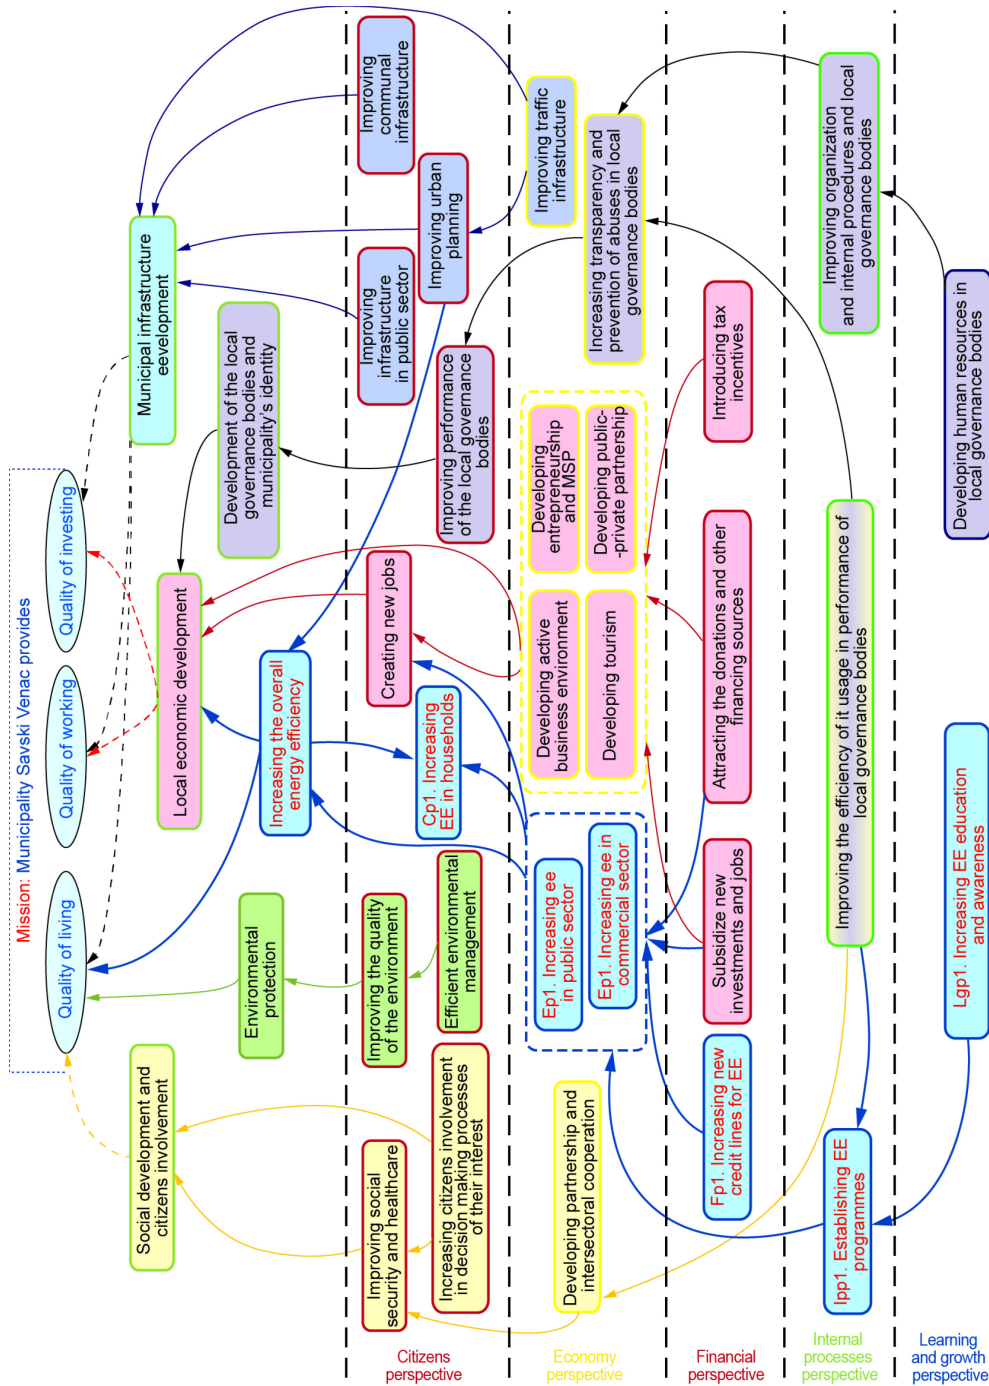 Mission: Municipality Savski Venac provides
Quality of living
Quality of working
Quality of investing
Social development and
citizens involvement
Environmental
protection
Increasing the overall
energy efficiency
Local economic development
Development of the local
governance bodies and
municipality's identity
Municipal infrastructure
eevelopment
Citizens
perspective
Improving social
security and healthcare
Increasing citizens involvement
in decision making processes
of their interest
Improving the quality
of the environment
Efficient environmental
management
Cp1. Increasing
EE in households
Creating new jobs
Improving performance
of the local governance
bodies
Improving
infrastructure
in public sector
Improving urban
planning
Improving
communal
infrastructure
Economy
perspective
Developing partnership and
intersectoral cooperation
Ep1. Increasing ee
in public sector
Ep1. Increasing ee in
commercial sector
Developing active
business environment
Developing tourism
Developing
entrepreneurship
and MSP
Developing public-
-private partnership
Increasing transparency and
prevention of abuses in local
governance bodies
Improving traffic
infrastructure
Financial
perspective
Fp1. Increasing new
credit lines for EE
Subsidize new
investments and jobs
Attracting the donations and other
financing sources
Introducing tax
incentives
Internal
processes
perspective
Ipp1. Establishing EE
programmes
Improving the efficiency of it usage in performance of
local governance bodies
Improving organization
and internal procedures and local
governance bodies
Learning
and growth
perspective
Lgp1. Increasing EE education
and awareness
Developing human resources in
local governance bodies